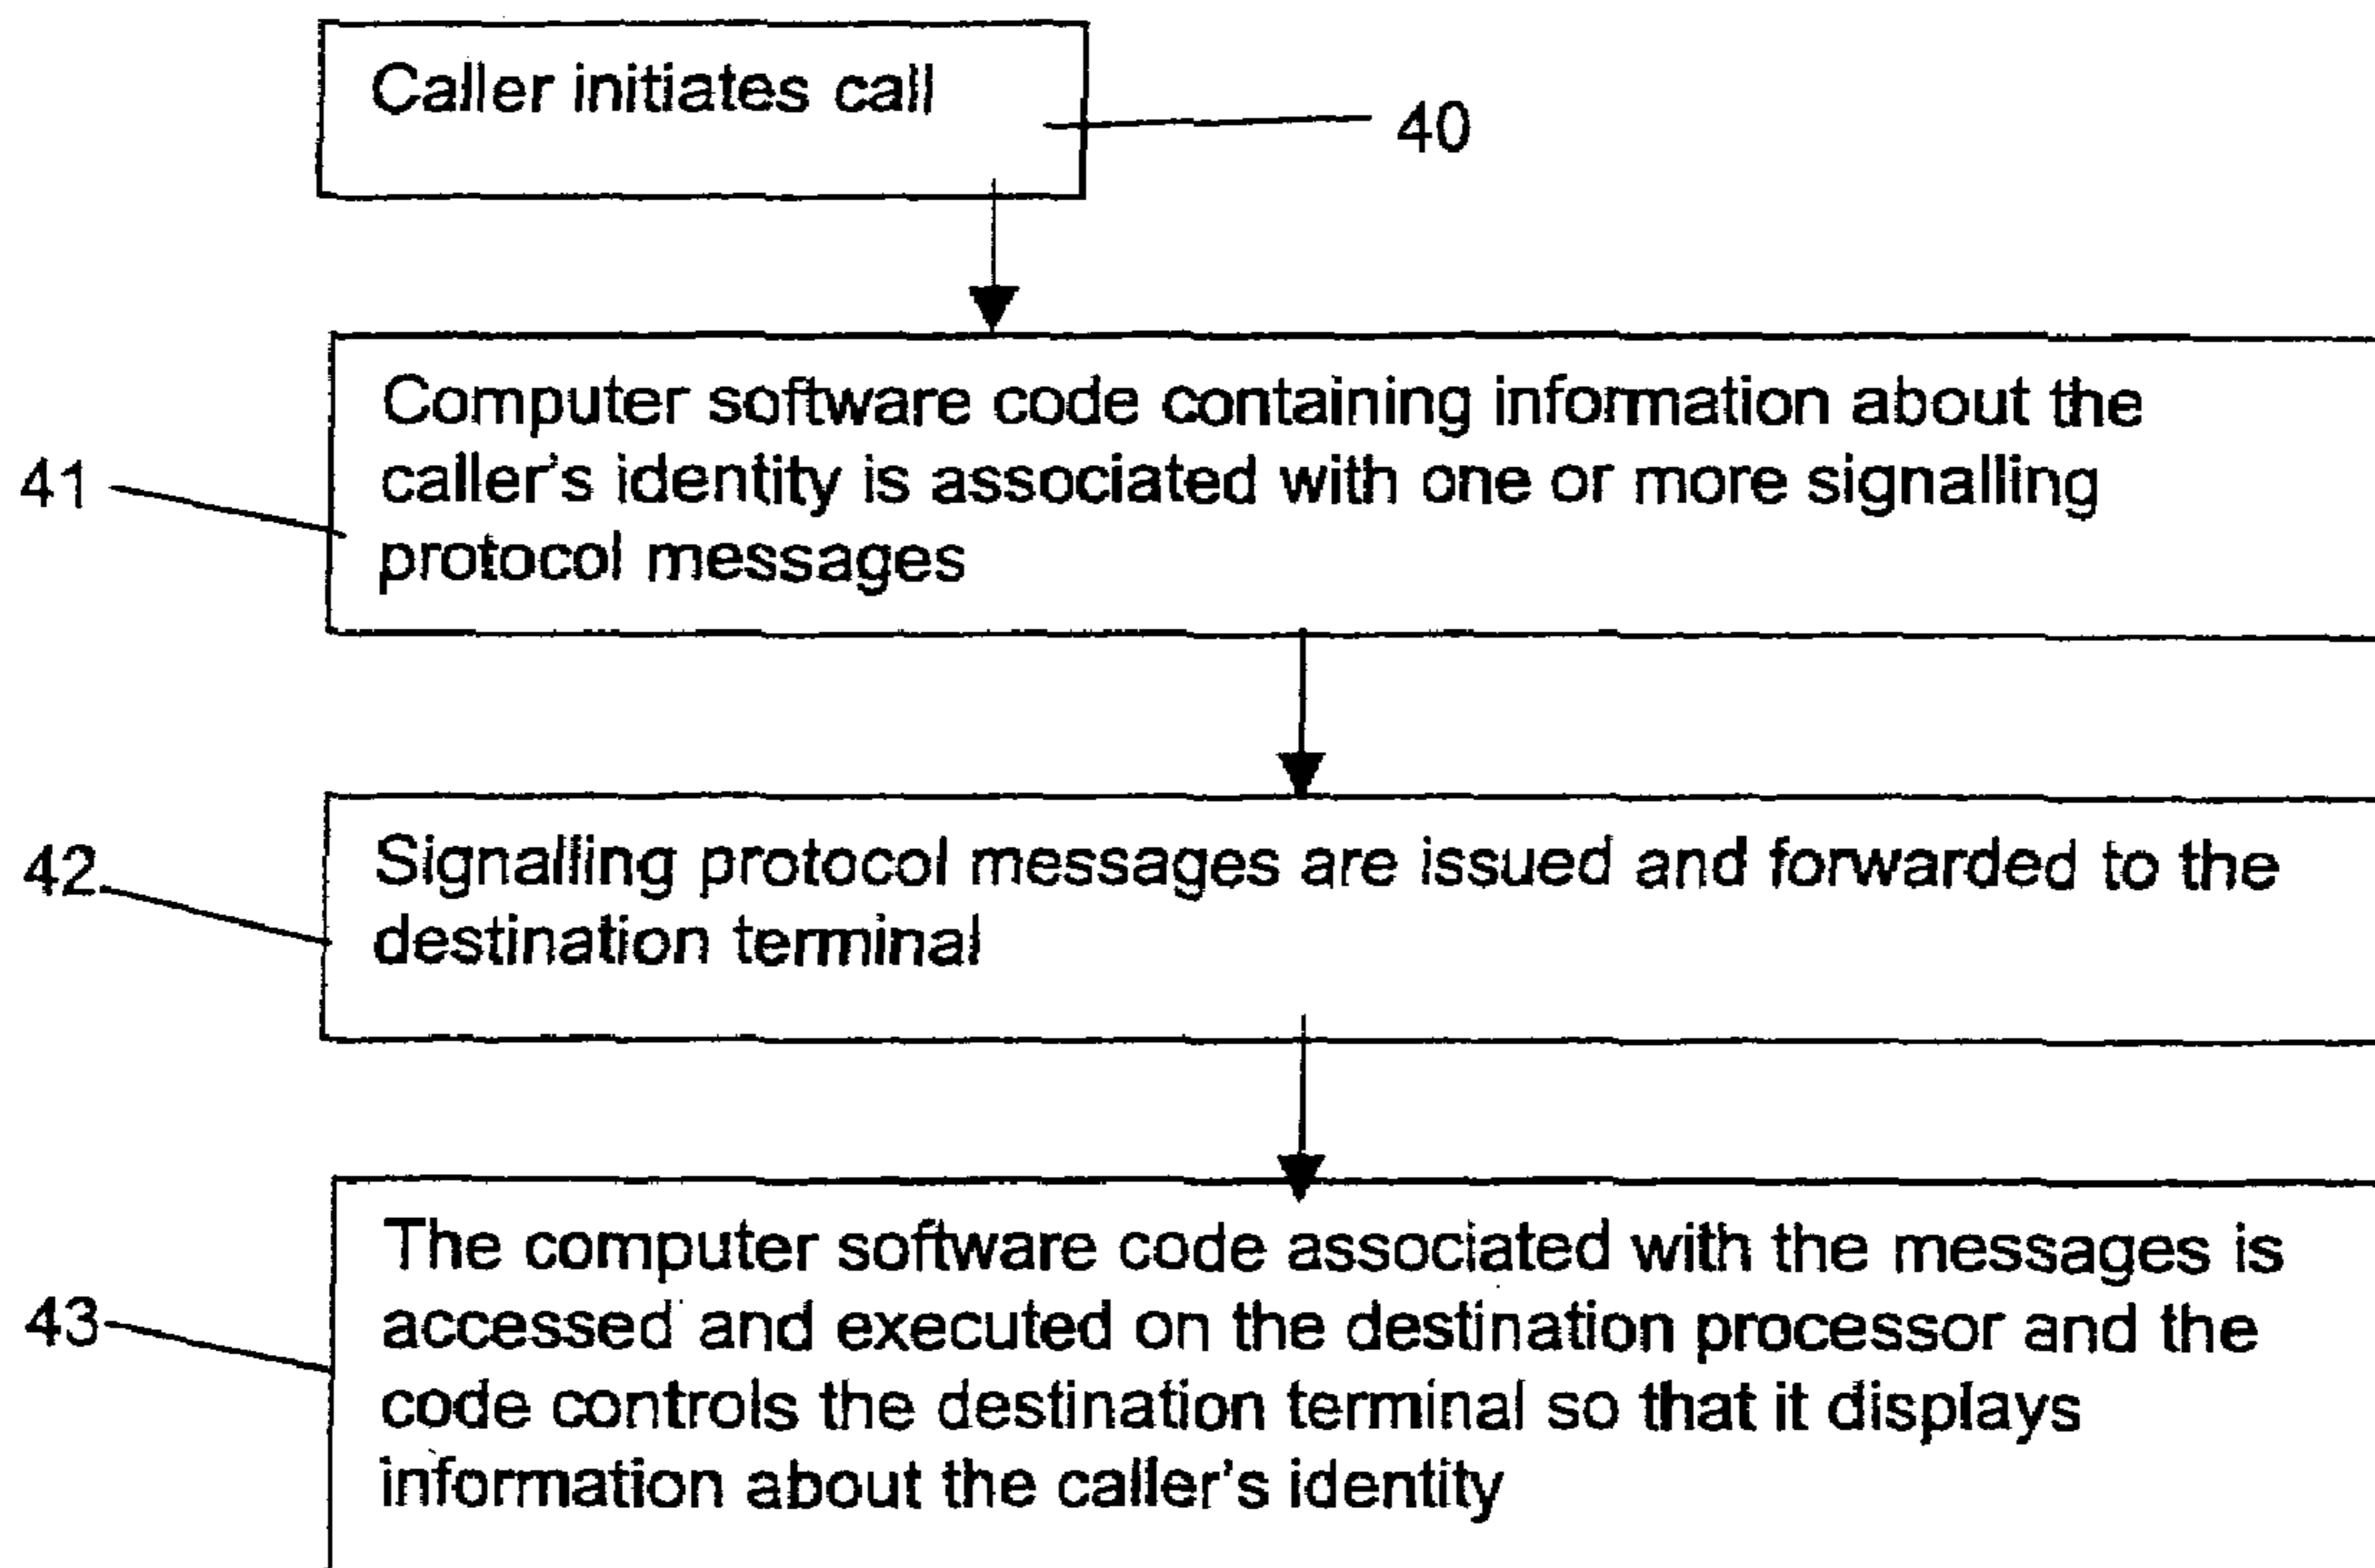 Caller initiates call
40
Computer software code containing information about the
caller's identity is associated with one or more signalling
protocol messages
41
Signalling protocol messages are issued and forwarded to the
destination terminal
42
The computer software code associated with the messages is
accessed and executed on the destination processor and the
code controls the destination terminal so that it displays
information about the caller's identity
43